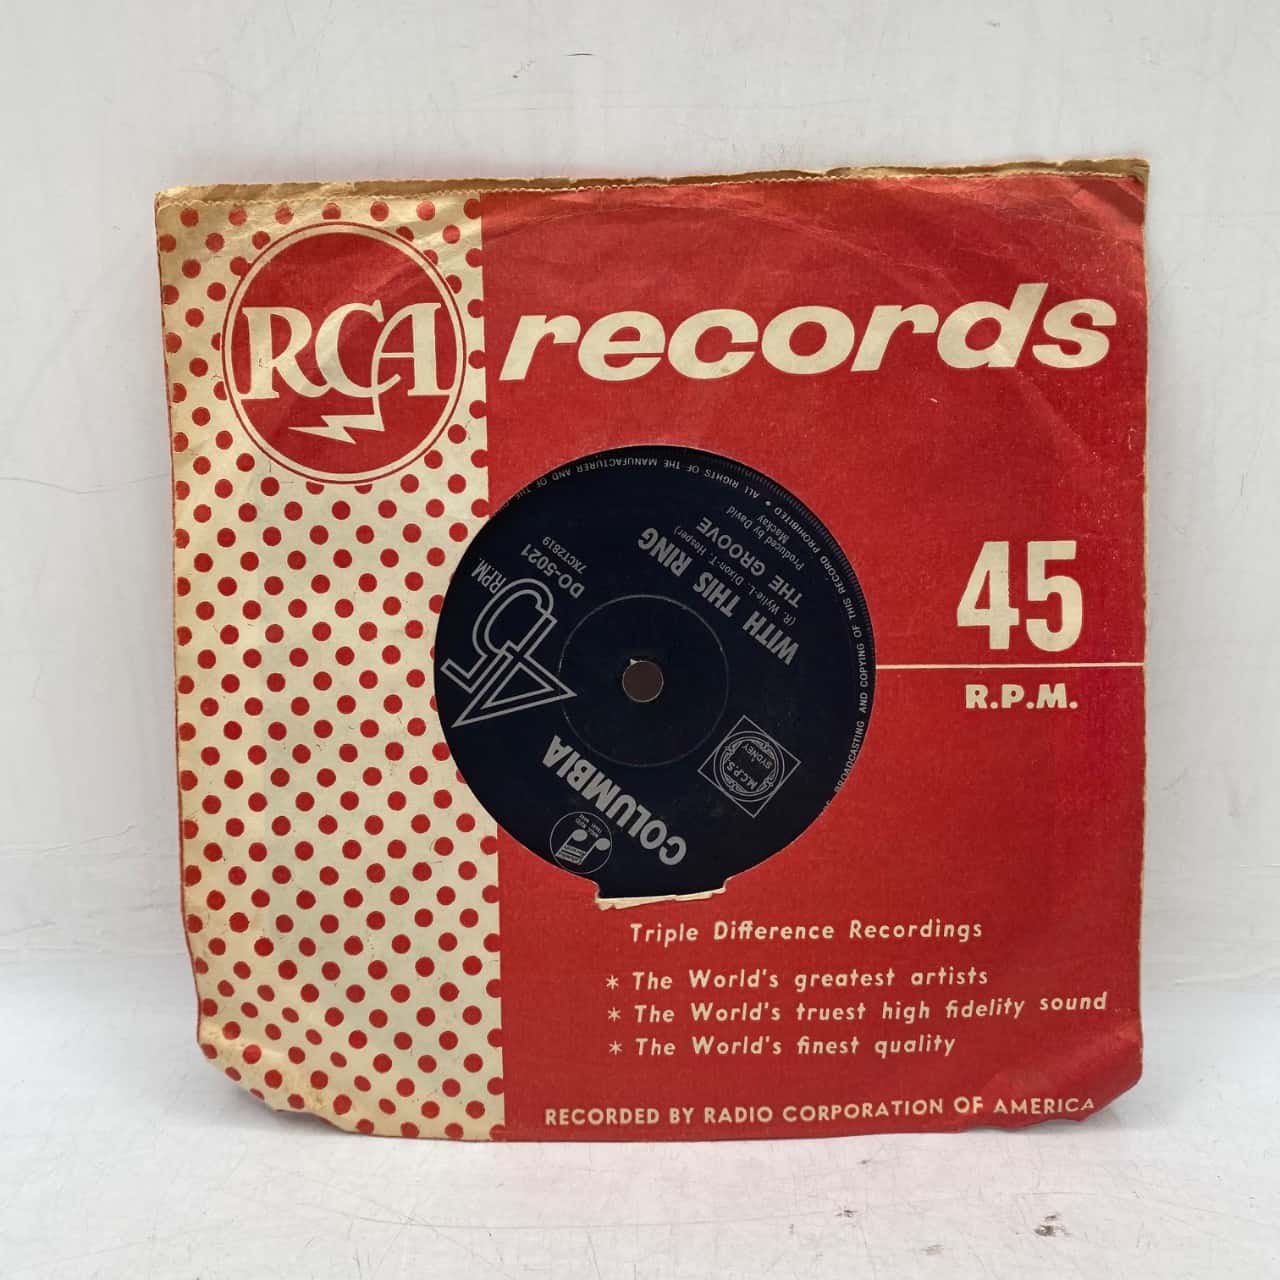 RCA
records
45
R.P.M.
COLUMBIA
M.C.P.S
SYDNEY
45
R.P.M.
DO-5021
7XCT2819
WITH THIS RING
(R. Wylie-L. Dixon-T. Hesper)
THE GROOVE
Produced by David
Mackay
ALL RIGHTS OF THE MANUFACTURER AND OF THE
BROADCASTING AND COPYING OF THIS RECORD PROHIBITED •
Triple Difference Recordings
* The World's greatest artists
* The World's truest high fidelity sound
* The World's finest quality
RECORDED BY RADIO CORPORATION OF AMERICA